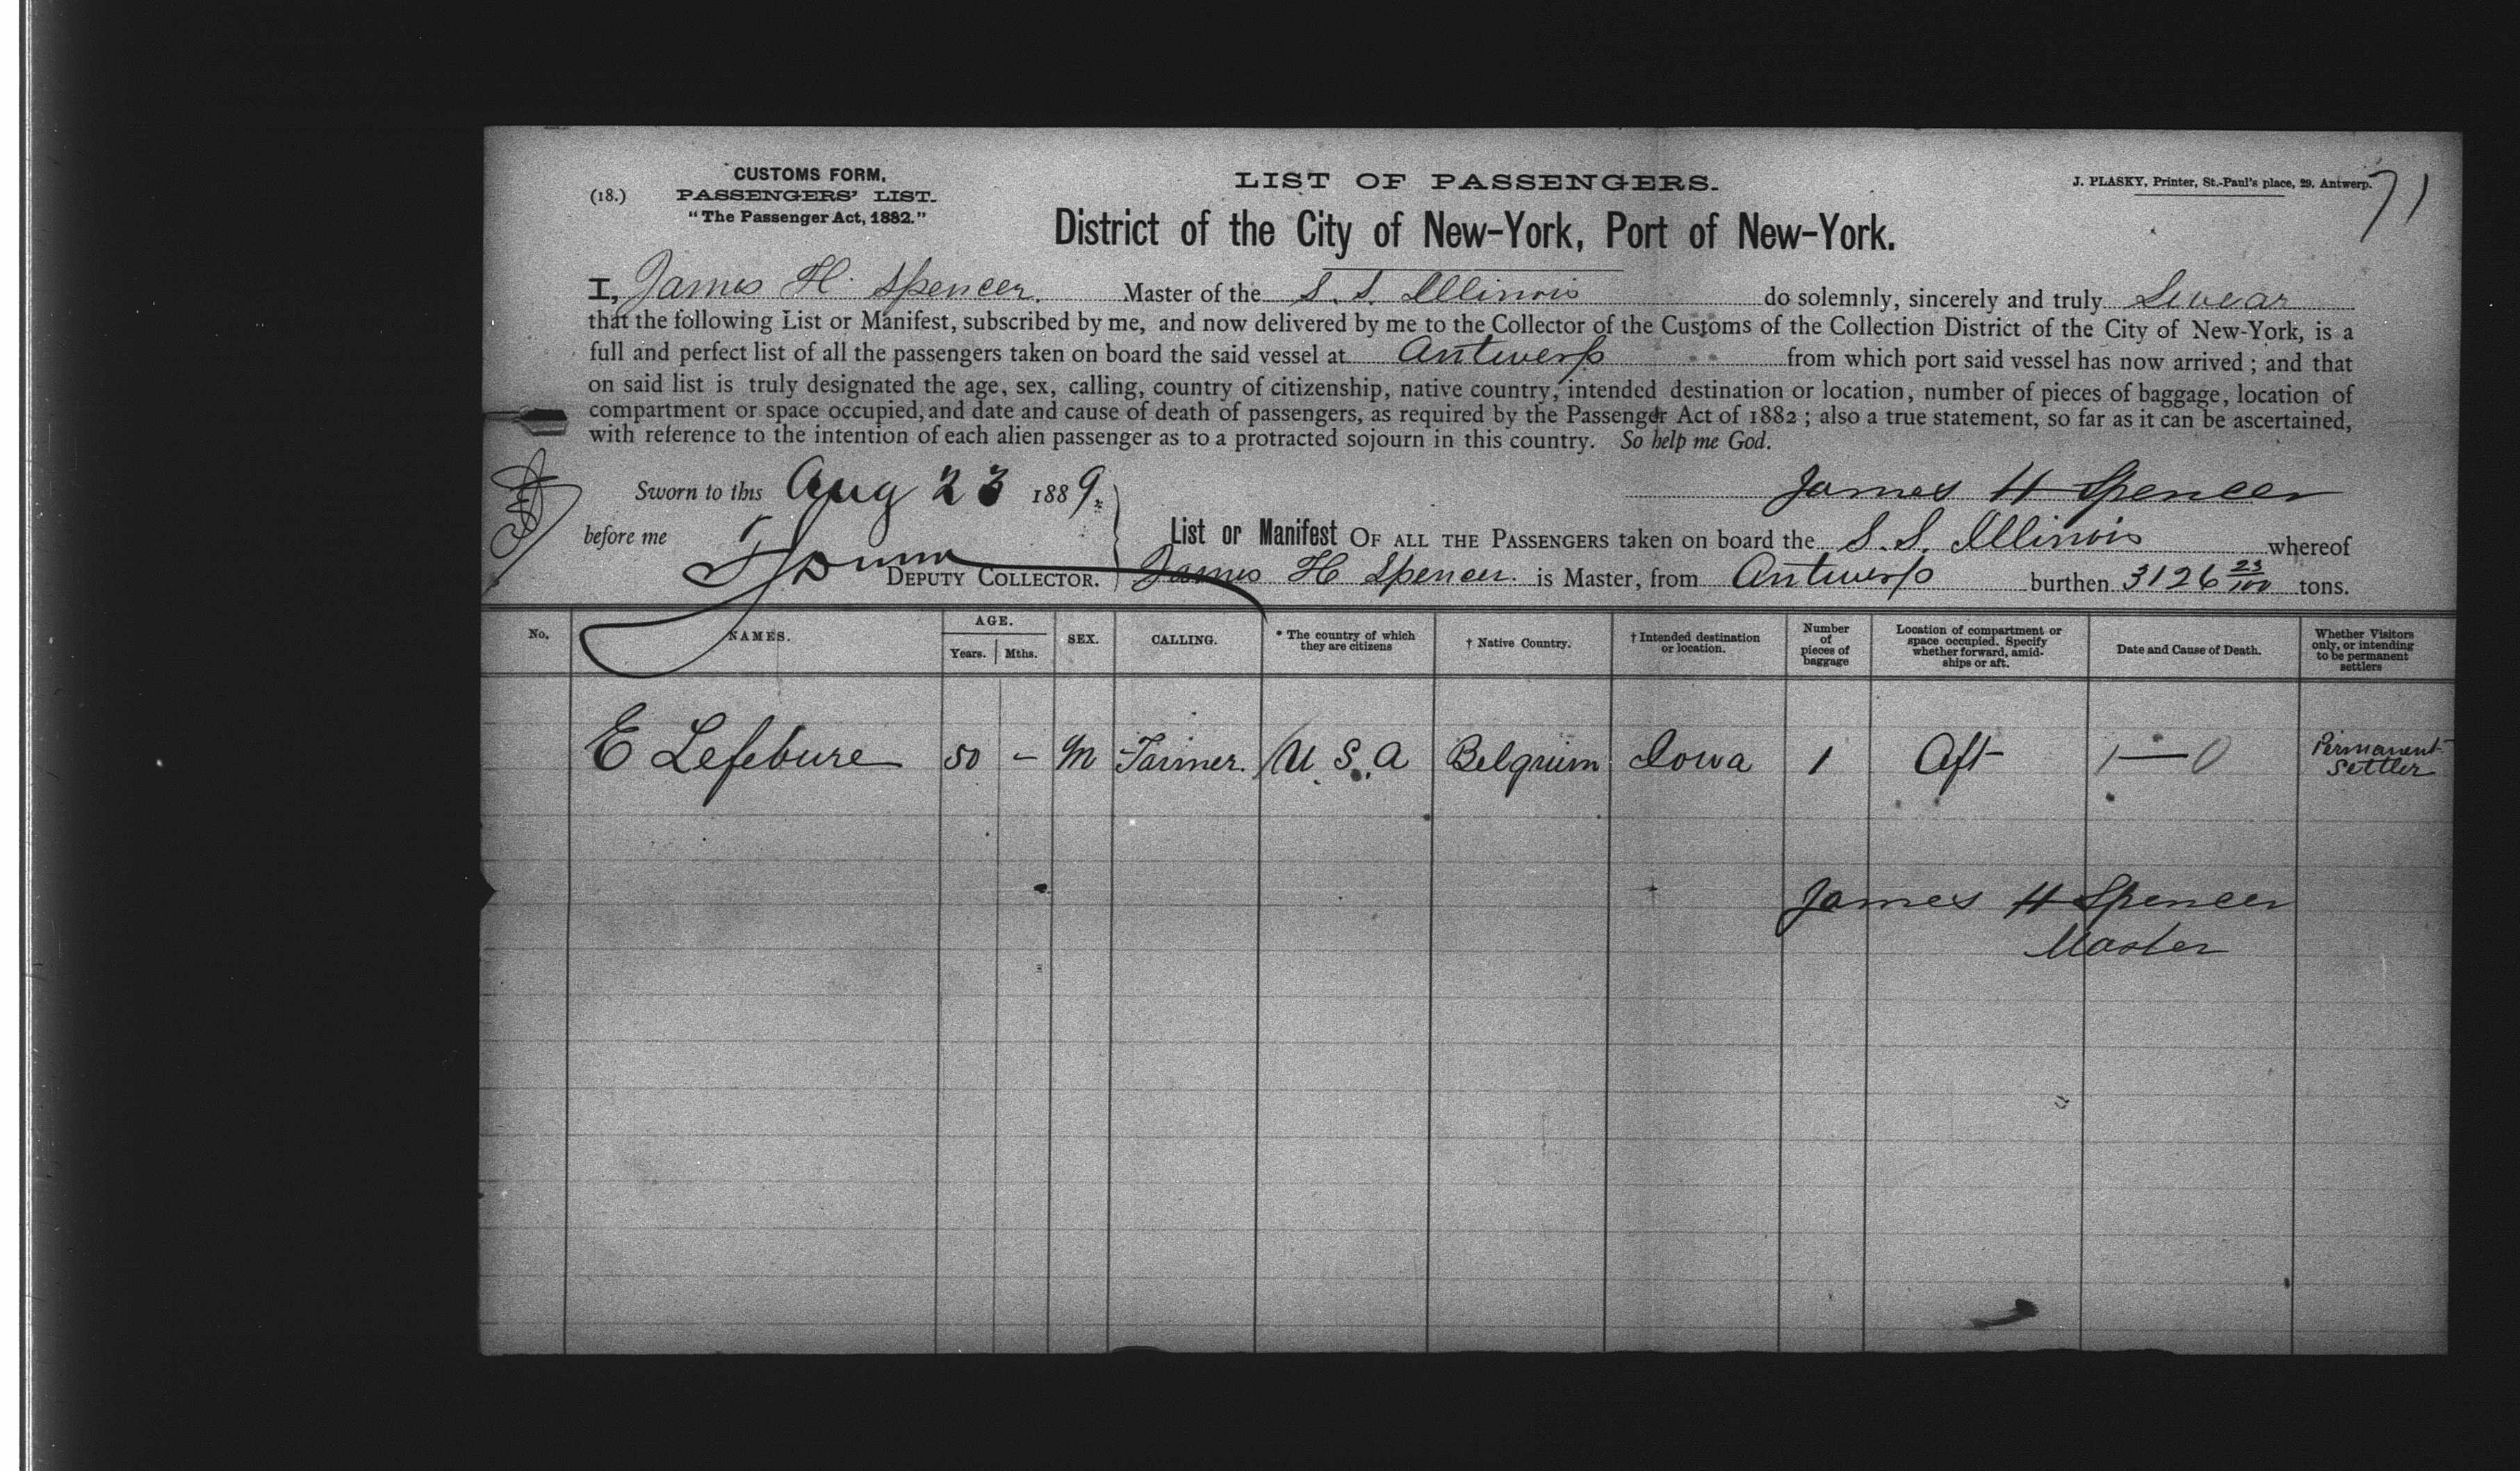 CUSTOMS FORM.
(18.) PASSENGERS' LIST.
"The Passenger Act, 1882."
LIST OF PASSENGERS.
J. PLASKY, Printer, St.-Paul's place, 29, Antwerp.
71
District of the City of New-York, Port of New-York.
I, James H. Spencer. Master of the S. S. Illinois do solemnly, sincerely and truly Swear
that the following List or Manifest, subscribed by me, and now delivered by me to the Collector of the Customs of the Collection District of the City of New-York, is a
full and perfect list of all the passengers taken on board the said vessel at Antwerp from which port said vessel has now arrived ; and that
on said list is truly designated the age, sex, calling, country of citizenship, native country, intended destination or location, number of pieces of baggage, location of
compartment or space occupied, and date and cause of death of passengers, as required by the Passenger Act of 1882 ; also a true statement, so far as it can be ascertained,
with reference to the intention of each alien passenger as to a protracted sojourn in this country. So help me God.
Sworn to this Aug 23 1889.
James H Spencer
before me
DEPUTY COLLECTOR.
List or Manifest OF ALL THE PASSENGERS taken on board the S. S. Illinois whereof
James H Spencer. is Master, from Antwerp burthen 3126 23/100 tons.
No. NAMES. AGE. Years. Mths. SEX. CALLING. * The country of which they are citizens † Native Country. † Intended destination or location. Number of pieces of baggage Location of compartment or space occupied. Specify whether forward, amid-ships or aft. Date and Cause of Death. Whether Visitors only, or intending to be permanent settlers
E Lefebure 50 – M Farmer. U. S. A Belgium Iowa 1 Aft 1—0 Permanent Settler
James H Spencer
Master